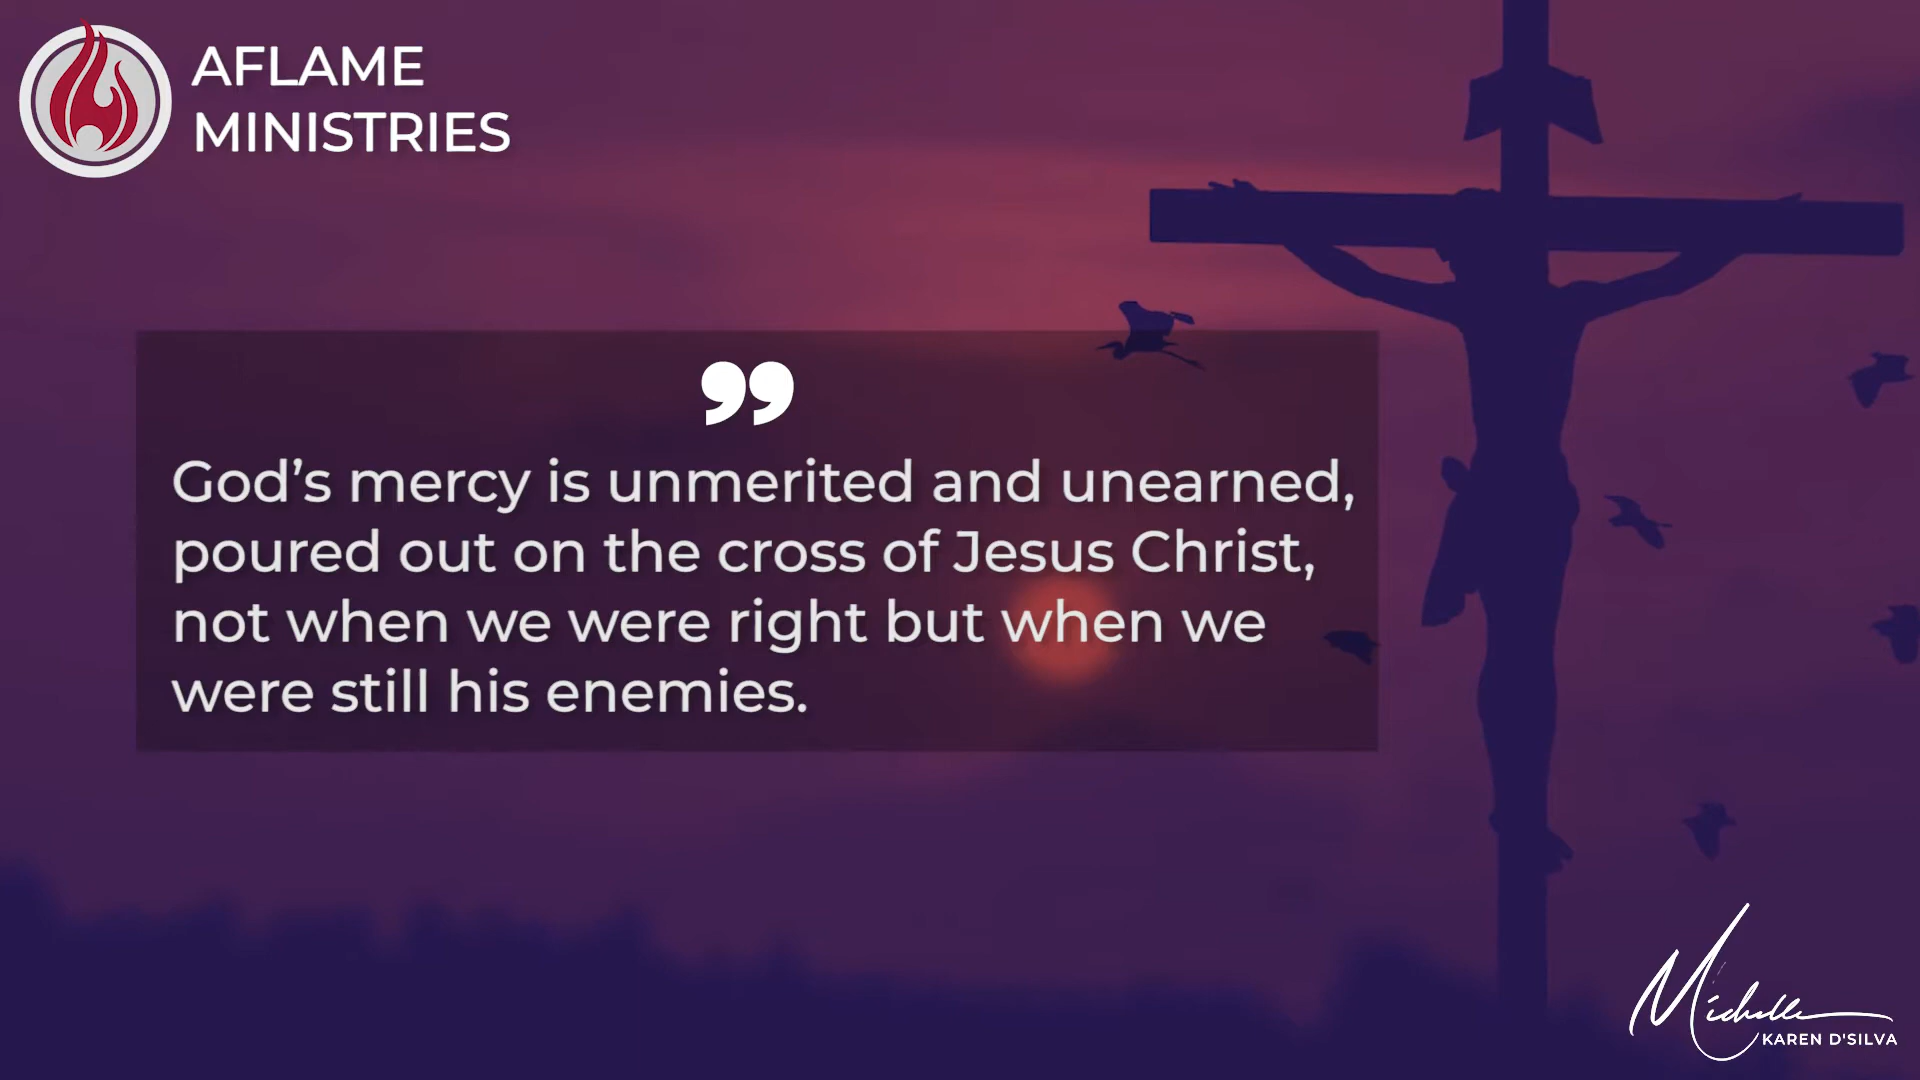 AFLAME
MINISTRIES
”
God’s mercy is unmerited and unearned,
poured out on the cross of Jesus Christ,
not when we were right but when we
were still his enemies.
Michelle
KAREN D'SILVA